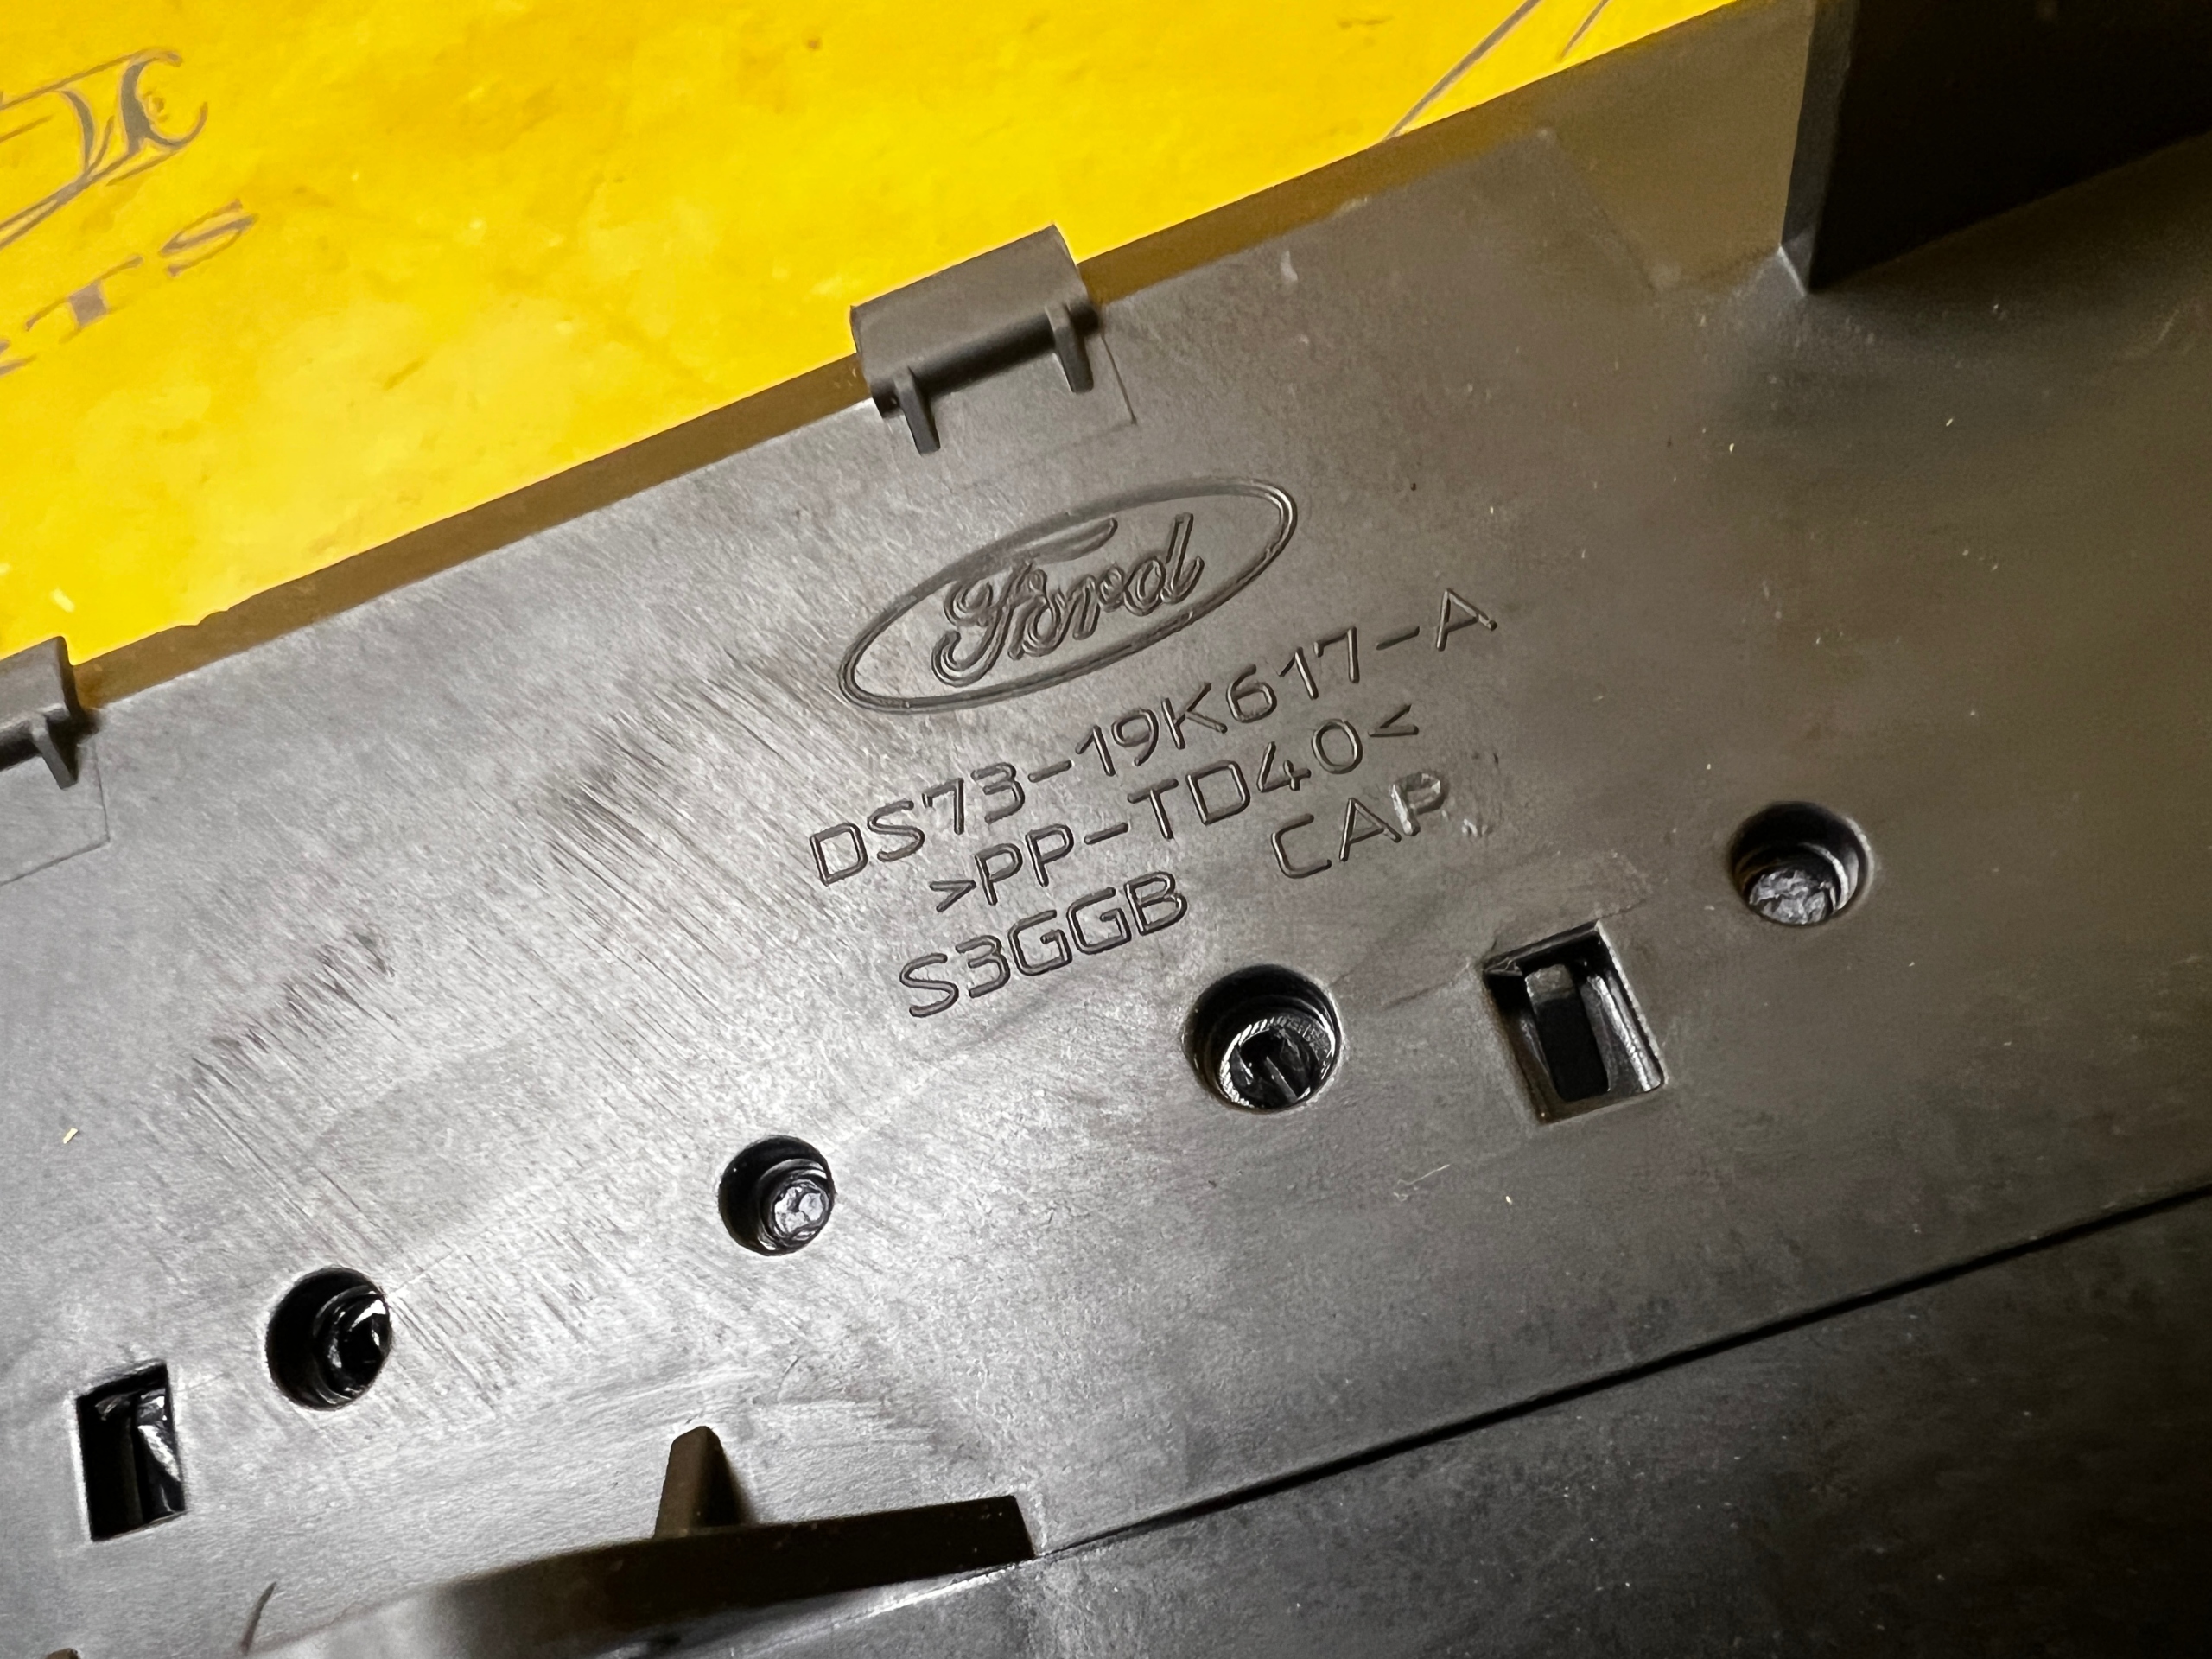 Ford
DS73-19K617-A
>PP-TD40<
S3GGB CAP